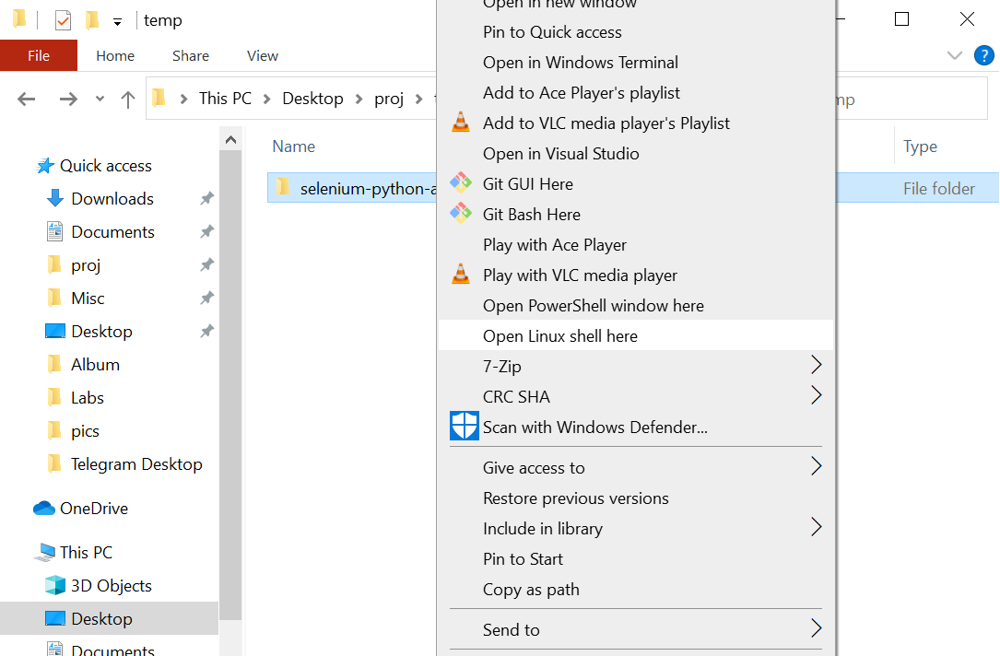 temp
File Home Share View
This PC Desktop proj
Name
Type
Quick access
Downloads
Documents
proj
Misc
Desktop
Album
Labs
pics
Telegram Desktop
OneDrive
This PC
3D Objects
Desktop
Documents
selenium-python-a
File folder
Open in new window
Pin to Quick access
Open in Windows Terminal
Add to Ace Player's playlist
Add to VLC media player's Playlist
Open in Visual Studio
Git GUI Here
Git Bash Here
Play with Ace Player
Play with VLC media player
Open PowerShell window here
Open Linux shell here
7-Zip
CRC SHA
Scan with Windows Defender...
Give access to
Restore previous versions
Include in library
Pin to Start
Copy as path
Send to